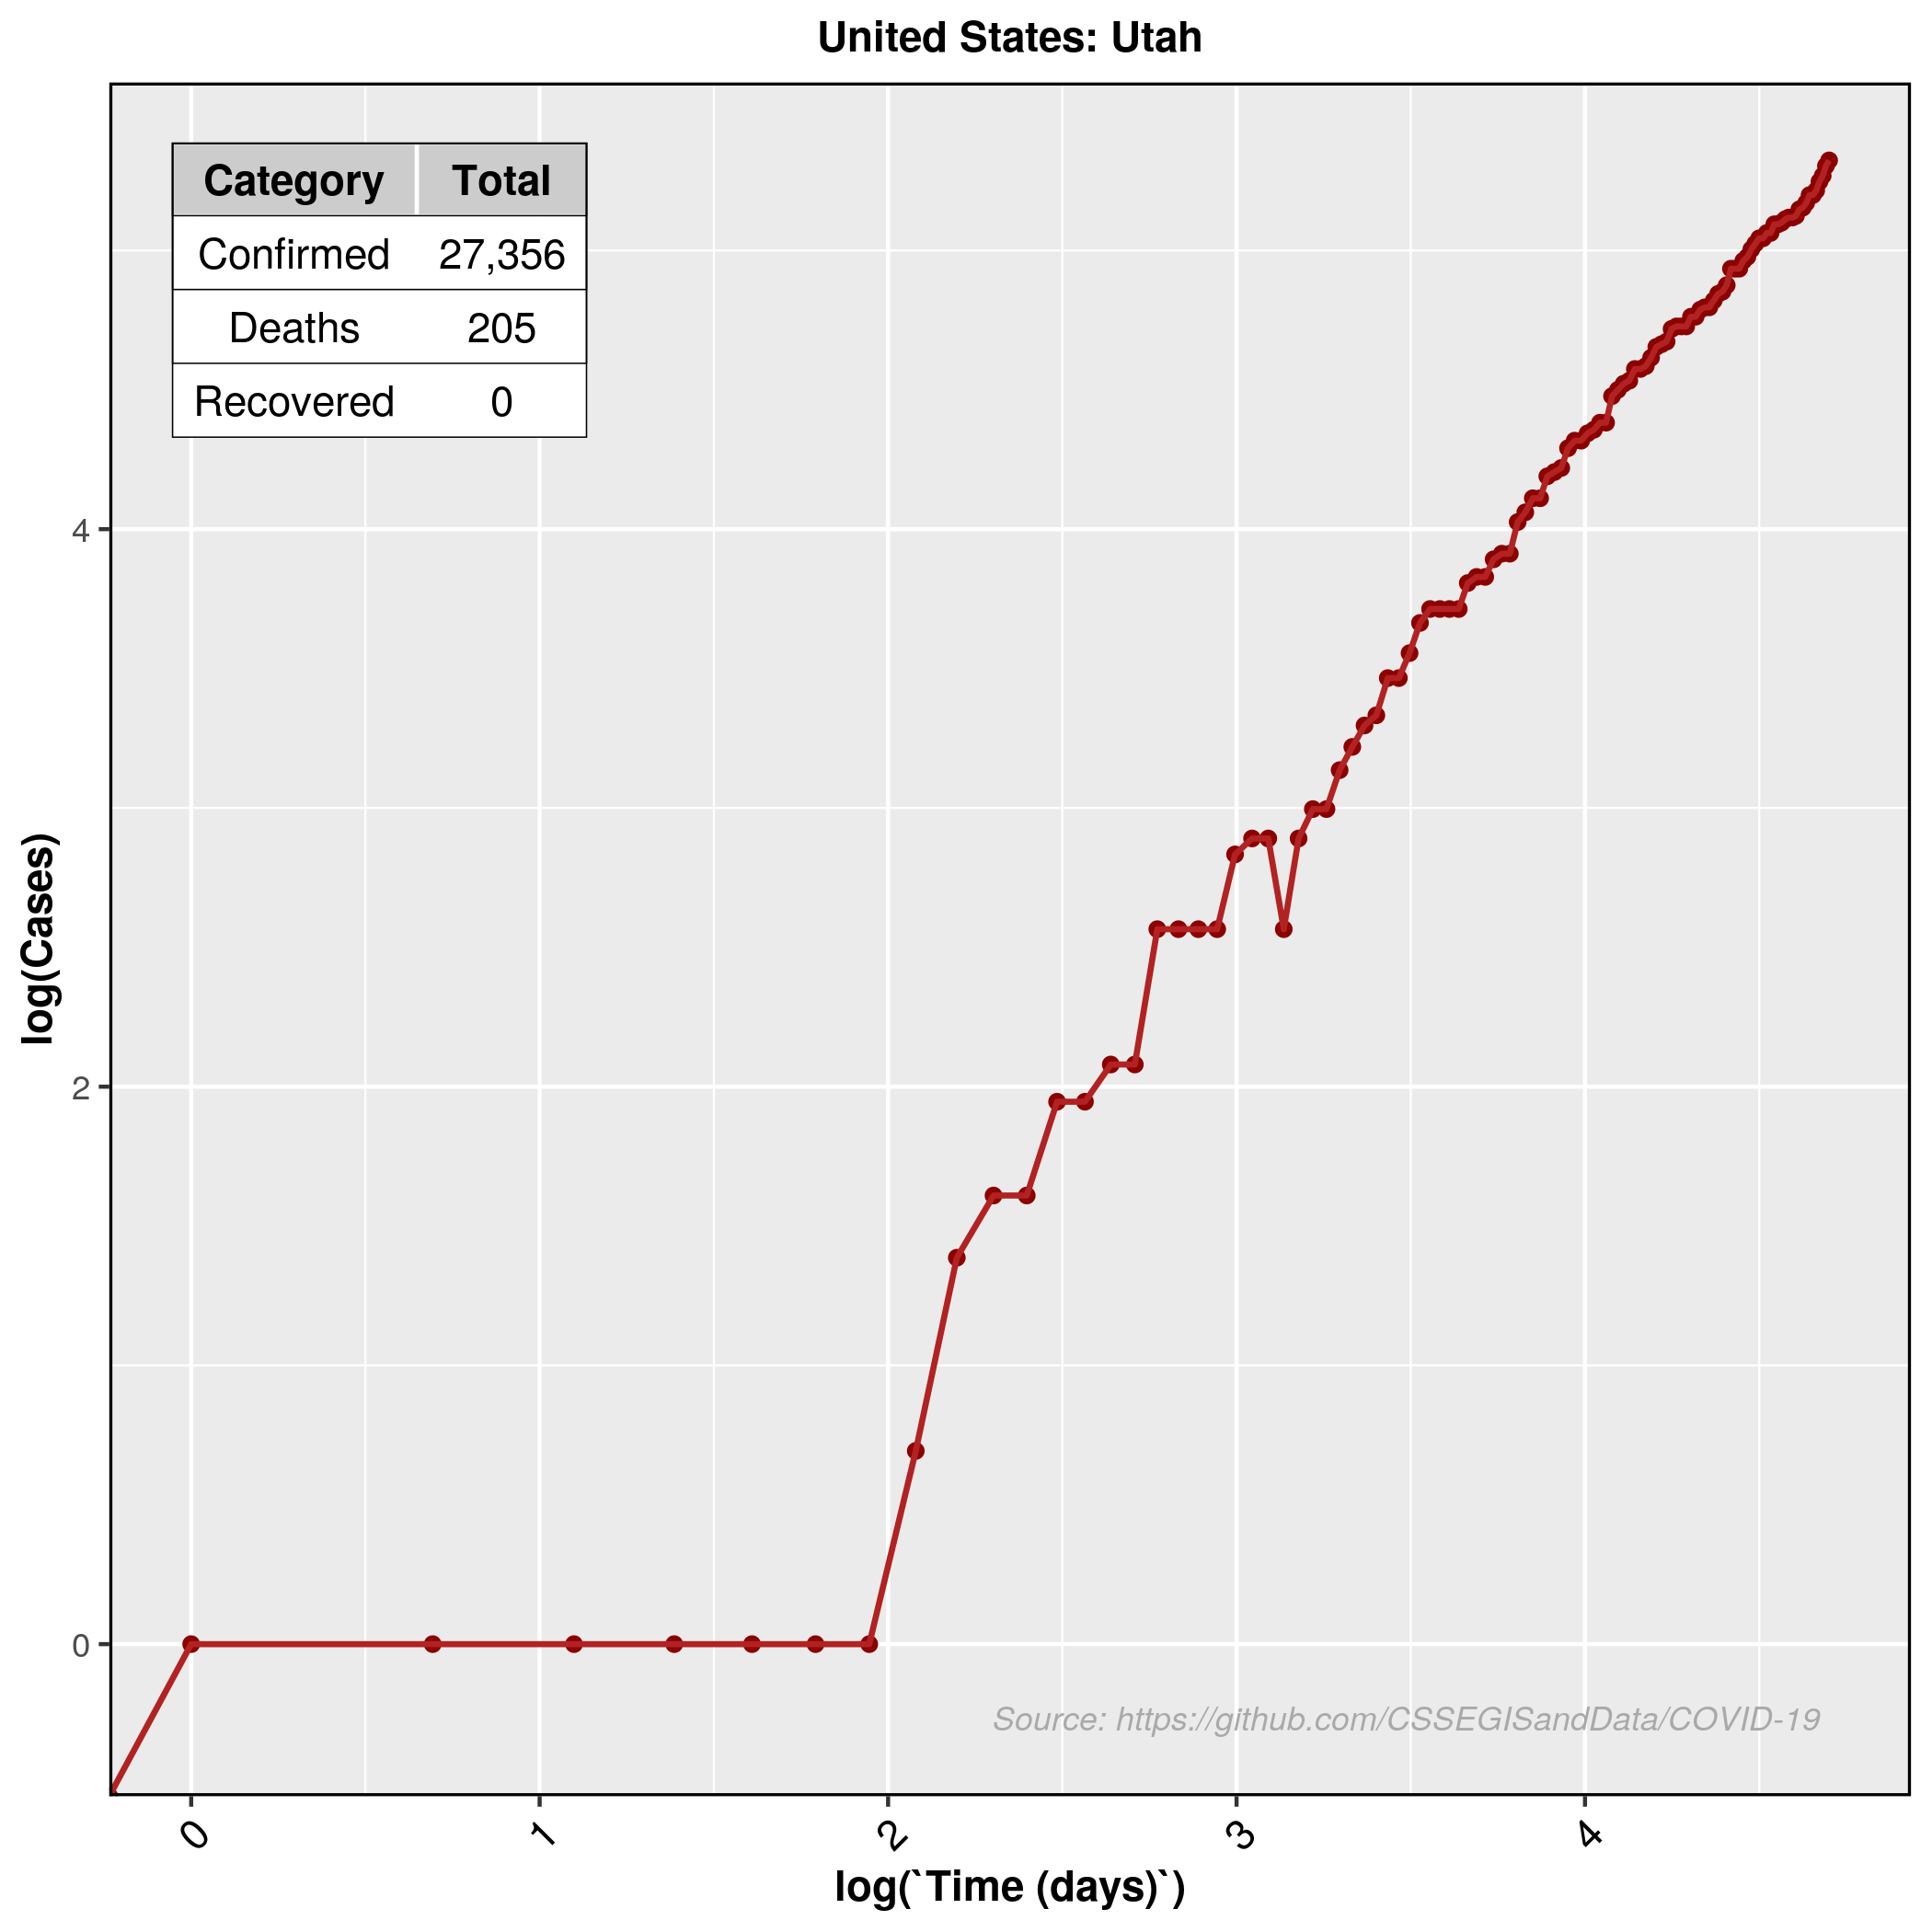 United States: Utah
Category Total
Confirmed 27,356
Deaths 205
Recovered 0
4
2
0
log(Cases)
Source: https://github.com/CSSEGISandData/COVID-19
0 1 2 3 4
log(`Time (days)`)